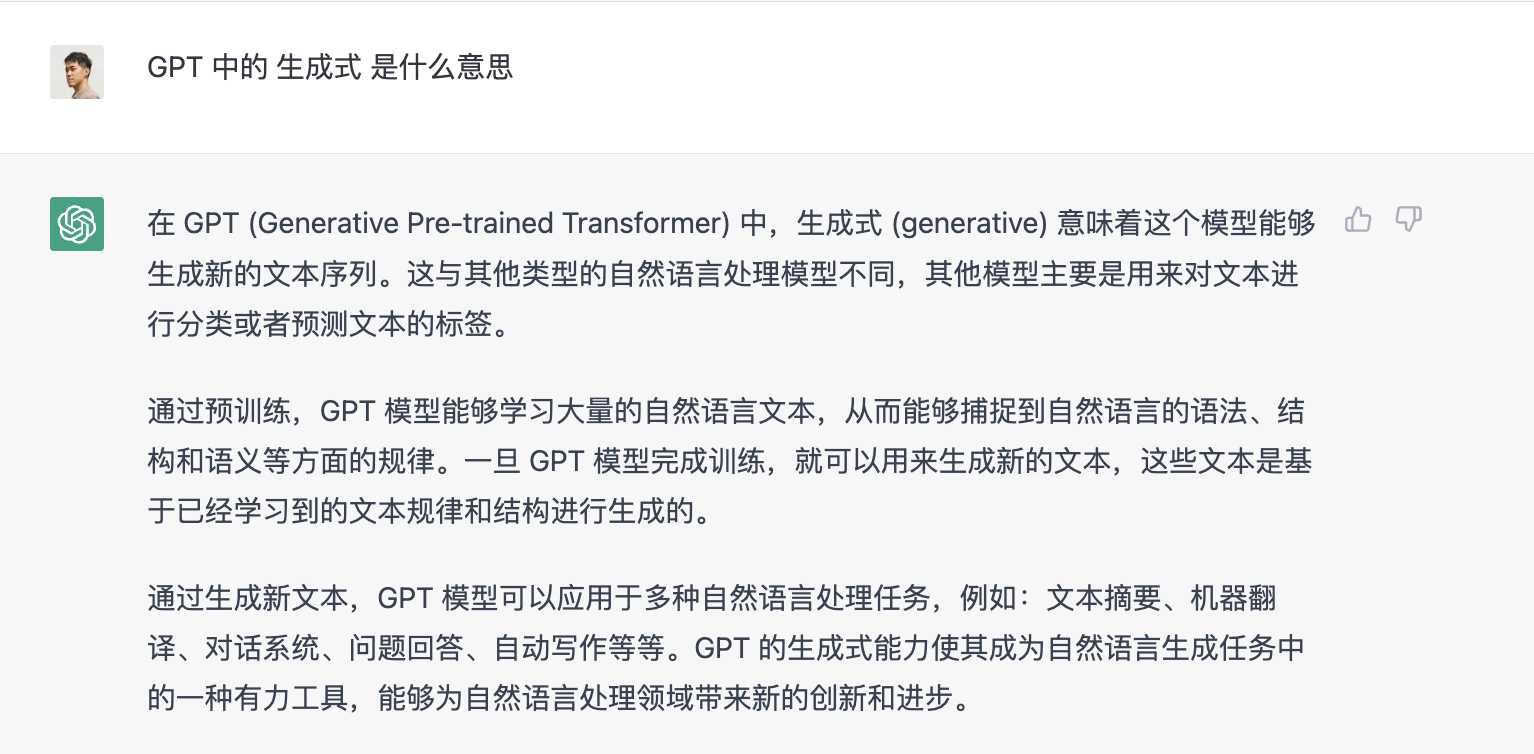 GPT 中的 生成式 是什么意思
在 GPT (Generative Pre-trained Transformer) 中，生成式 (generative) 意味着这个模型能够
生成新的文本序列。这与其他类型的自然语言处理模型不同，其他模型主要是用来对文本进
行分类或者预测文本的标签。
通过预训练，GPT 模型能够学习大量的自然语言文本，从而能够捕捉到自然语言的语法、结
构和语义等方面的规律。一旦 GPT 模型完成训练，就可以用来生成新的文本，这些文本是基
于已经学习到的文本规律和结构进行生成的。
通过生成新文本，GPT 模型可以应用于多种自然语言处理任务，例如：文本摘要、机器翻
译、对话系统、问题回答、自动写作等等。GPT 的生成式能力使其成为自然语言生成任务中
的一种有力工具，能够为自然语言处理领域带来新的创新和进步。